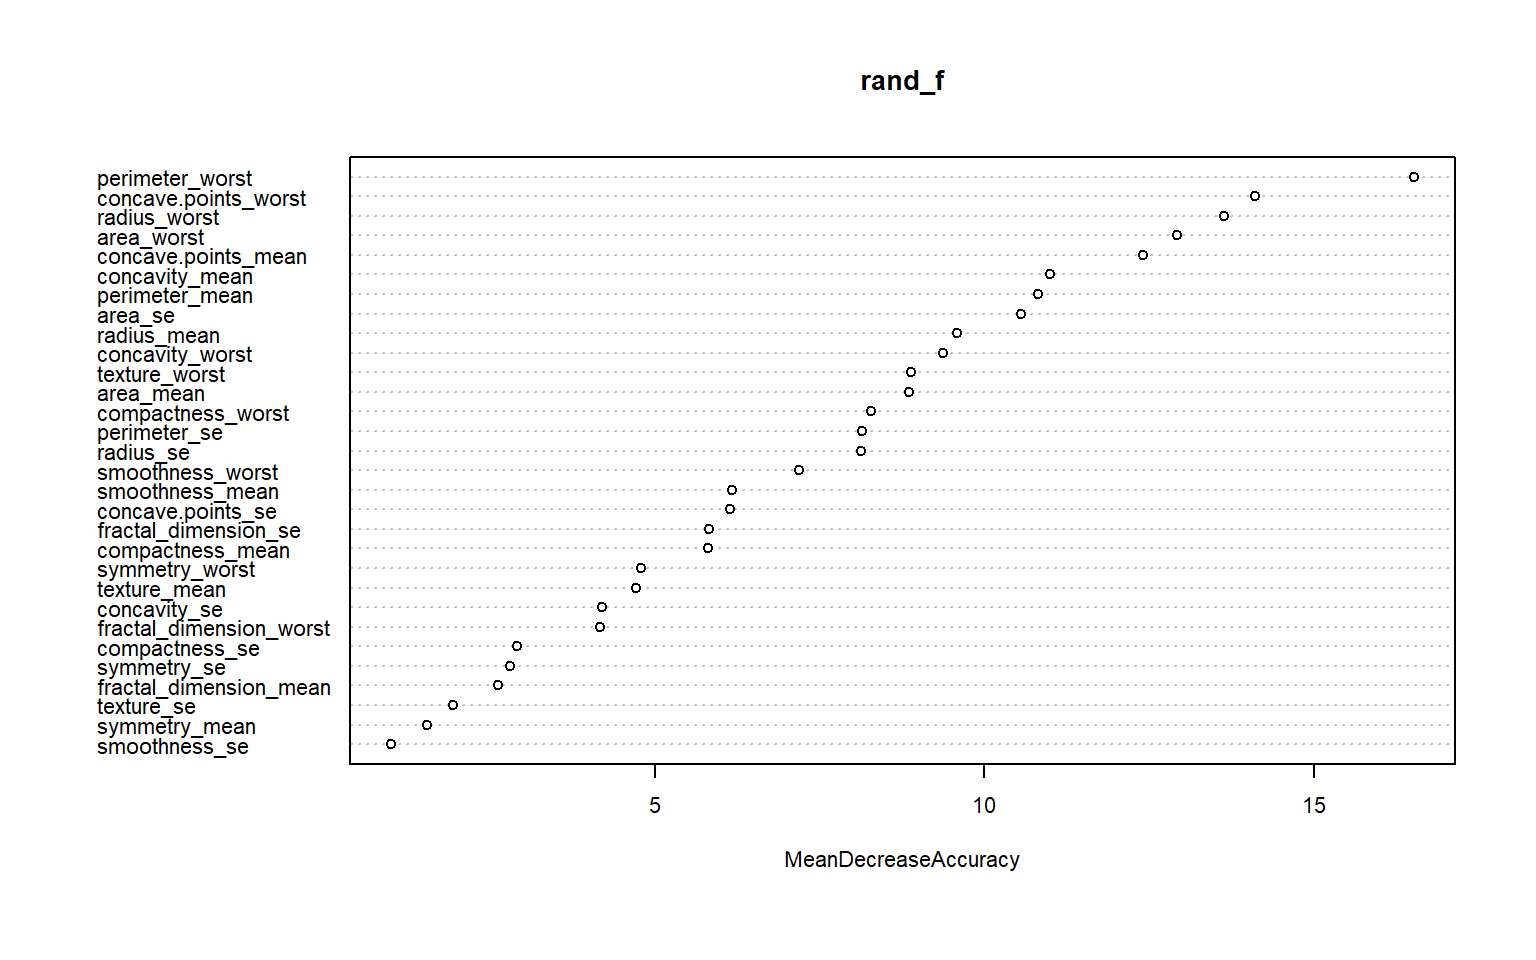 rand_f
perimeter_worst
concave.points_worst
radius_worst
area_worst
concave.points_mean
concavity_mean
perimeter_mean
area_se
radius_mean
concavity_worst
texture_worst
area_mean
compactness_worst
perimeter_se
radius_se
smoothness_worst
smoothness_mean
concave.points_se
fractal_dimension_se
compactness_mean
symmetry_worst
texture_mean
concavity_se
fractal_dimension_worst
compactness_se
symmetry_se
fractal_dimension_mean
texture_se
symmetry_mean
smoothness_se
5 10 15
MeanDecreaseAccuracy